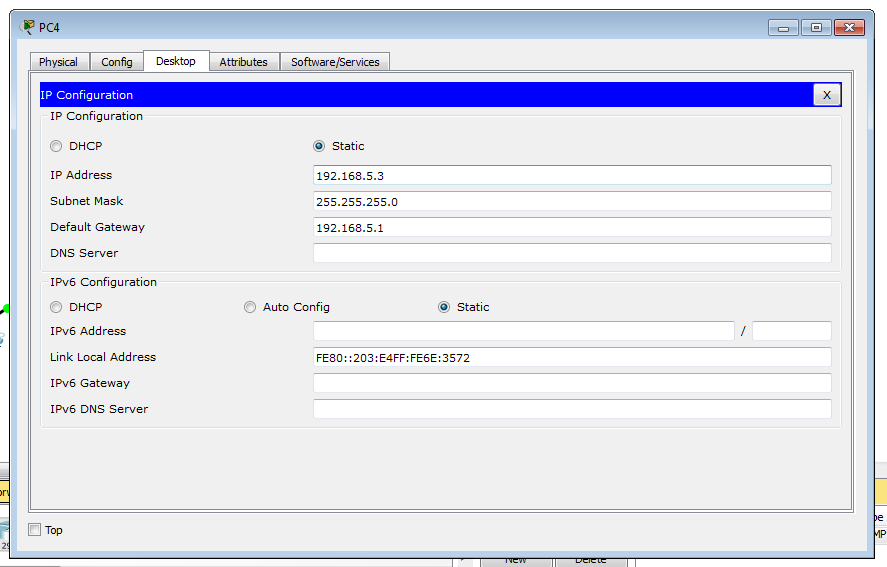 PC4
Physical Config Desktop Attributes Software/Services
IP Configuration X
IP Configuration
DHCP Static
IP Address 192.168.5.3
Subnet Mask 255.255.255.0
Default Gateway 192.168.5.1
DNS Server
IPv6 Configuration
DHCP Auto Config Static
IPv6 Address /
Link Local Address FE80::203:E4FF:FE6E:3572
IPv6 Gateway
IPv6 DNS Server
Top
New Delete